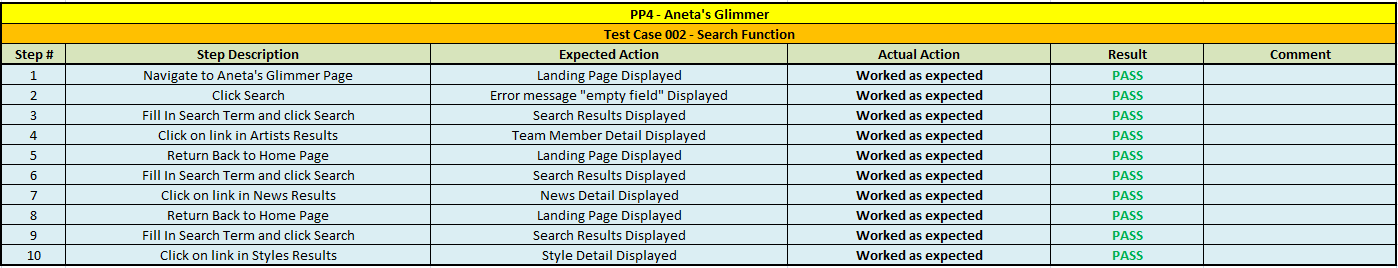 PP4 - Aneta's Glimmer
Test Case 002 - Search Function
Step # Step Description Expected Action Actual Action Result Comment
1 Navigate to Aneta's Glimmer Page Landing Page Displayed Worked as expected PASS
2 Click Search Error message "empty field" Displayed Worked as expected PASS
3 Fill In Search Term and click Search Search Results Displayed Worked as expected PASS
4 Click on link in Artists Results Team Member Detail Displayed Worked as expected PASS
5 Return Back to Home Page Landing Page Displayed Worked as expected PASS
6 Fill In Search Term and click Search Search Results Displayed Worked as expected PASS
7 Click on link in News Results News Detail Displayed Worked as expected PASS
8 Return Back to Home Page Landing Page Displayed Worked as expected PASS
9 Fill In Search Term and click Search Search Results Displayed Worked as expected PASS
10 Click on link in Styles Results Style Detail Displayed Worked as expected PASS